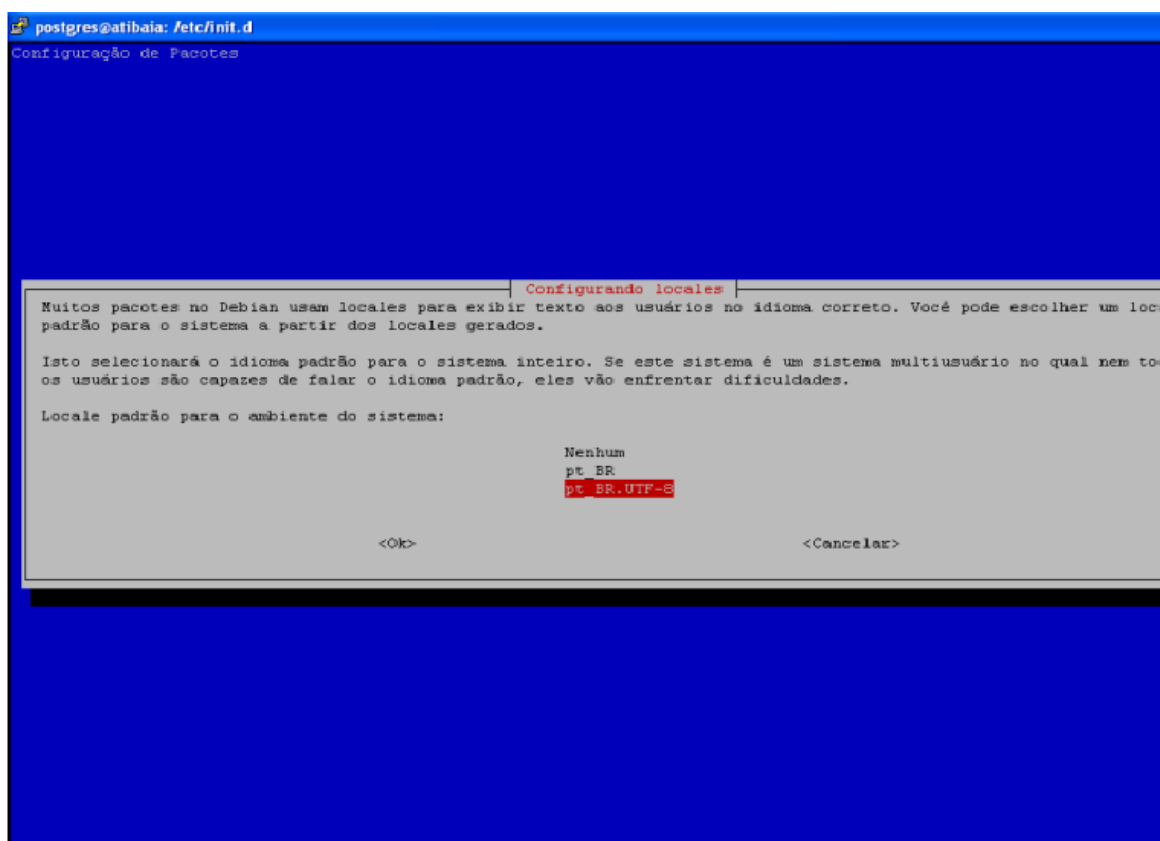 postgres@atibaia: /etc/init.d
Configuração de Pacotes
Configurando locales
Muitos pacotes no Debian usam locales para exibir texto aos usuários no idioma correto. Você pode escolher um loc
padrão para o sistema a partir dos locales gerados.
Isto selecionará o idioma padrão para o sistema inteiro. Se este sistema é um sistema multiusuário no qual nem to
os usuários são capazes de falar o idioma padrão, eles vão enfrentar dificuldades.
Locale padrão para o ambiente do sistema:
Nenhum
pt_BR
pt_BR.UTF-8
<Ok> <Cancelar>